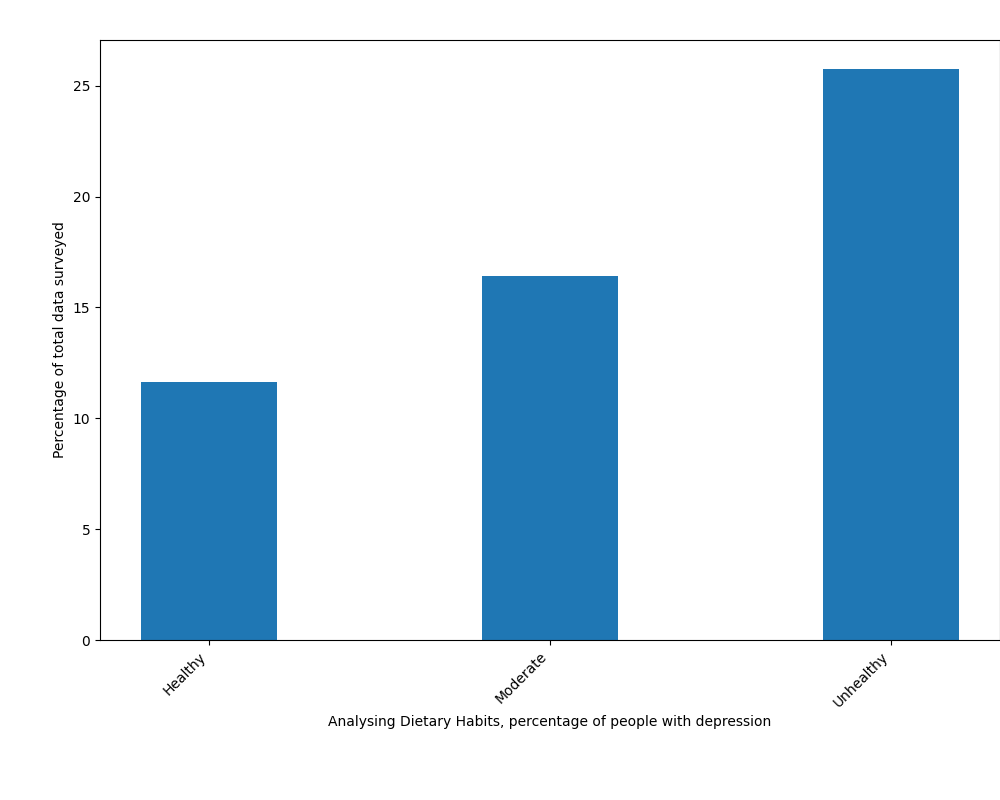 Percentage of total data surveyed
25
20
15
10
5
0
Healthy
Moderate
Unhealthy
Analysing Dietary Habits, percentage of people with depression